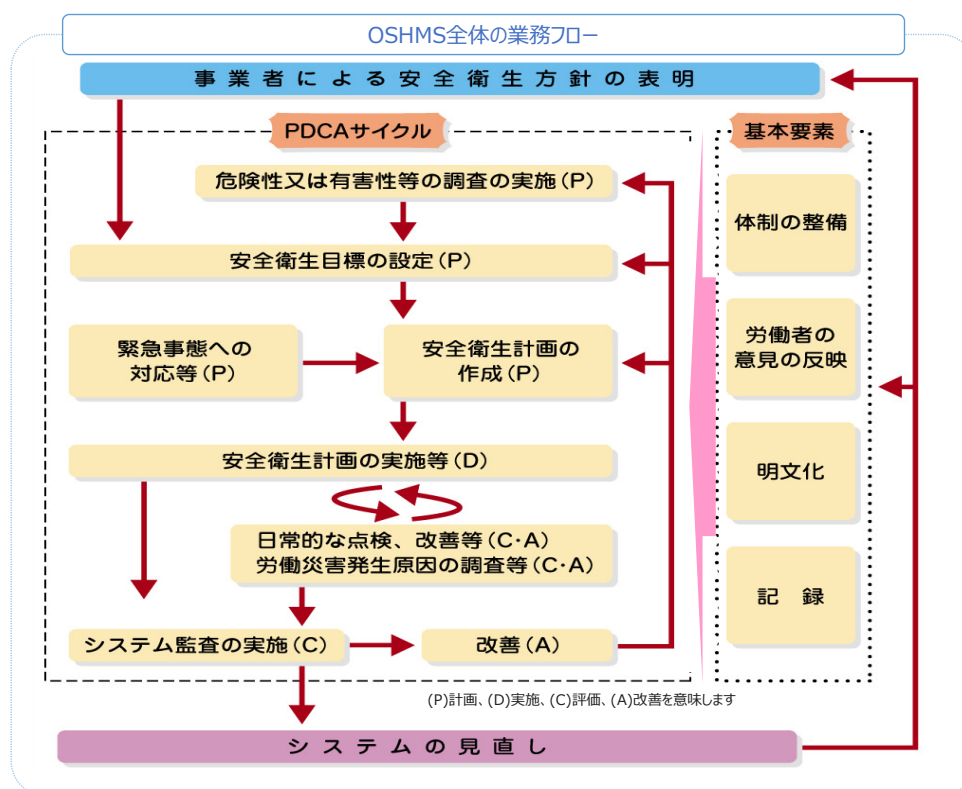 OSHMS全体の業務フロー
事業者による安全衛生方針の表明
PDCAサイクル
危険性又は有害性等の調査の実施(P)
安全衛生目標の設定(P)
緊急事態への
対応等(P)
安全衛生計画の
作成(P)
安全衛生計画の実施等(D)
日常的な点検、改善等(C・A)
労働災害発生原因の調査等(C・A)
システム監査の実施(C)
改善(A)
基本要素
体制の整備
労働者の
意見の反映
明文化
記 録
(P)計画、(D)実施、(C)評価、(A)改善を意味します
システムの見直し